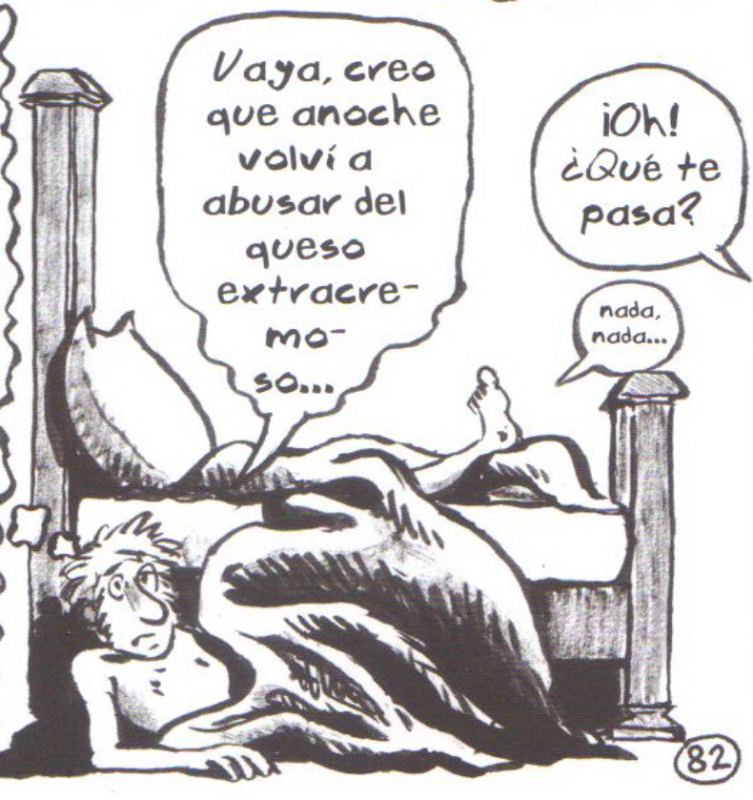 Vaya, creo
que anoche
volví a
abusar del
queso
extracre-
mo-
so...
¡Oh!
¿Qué te
pasa?
nada,
nada...
82